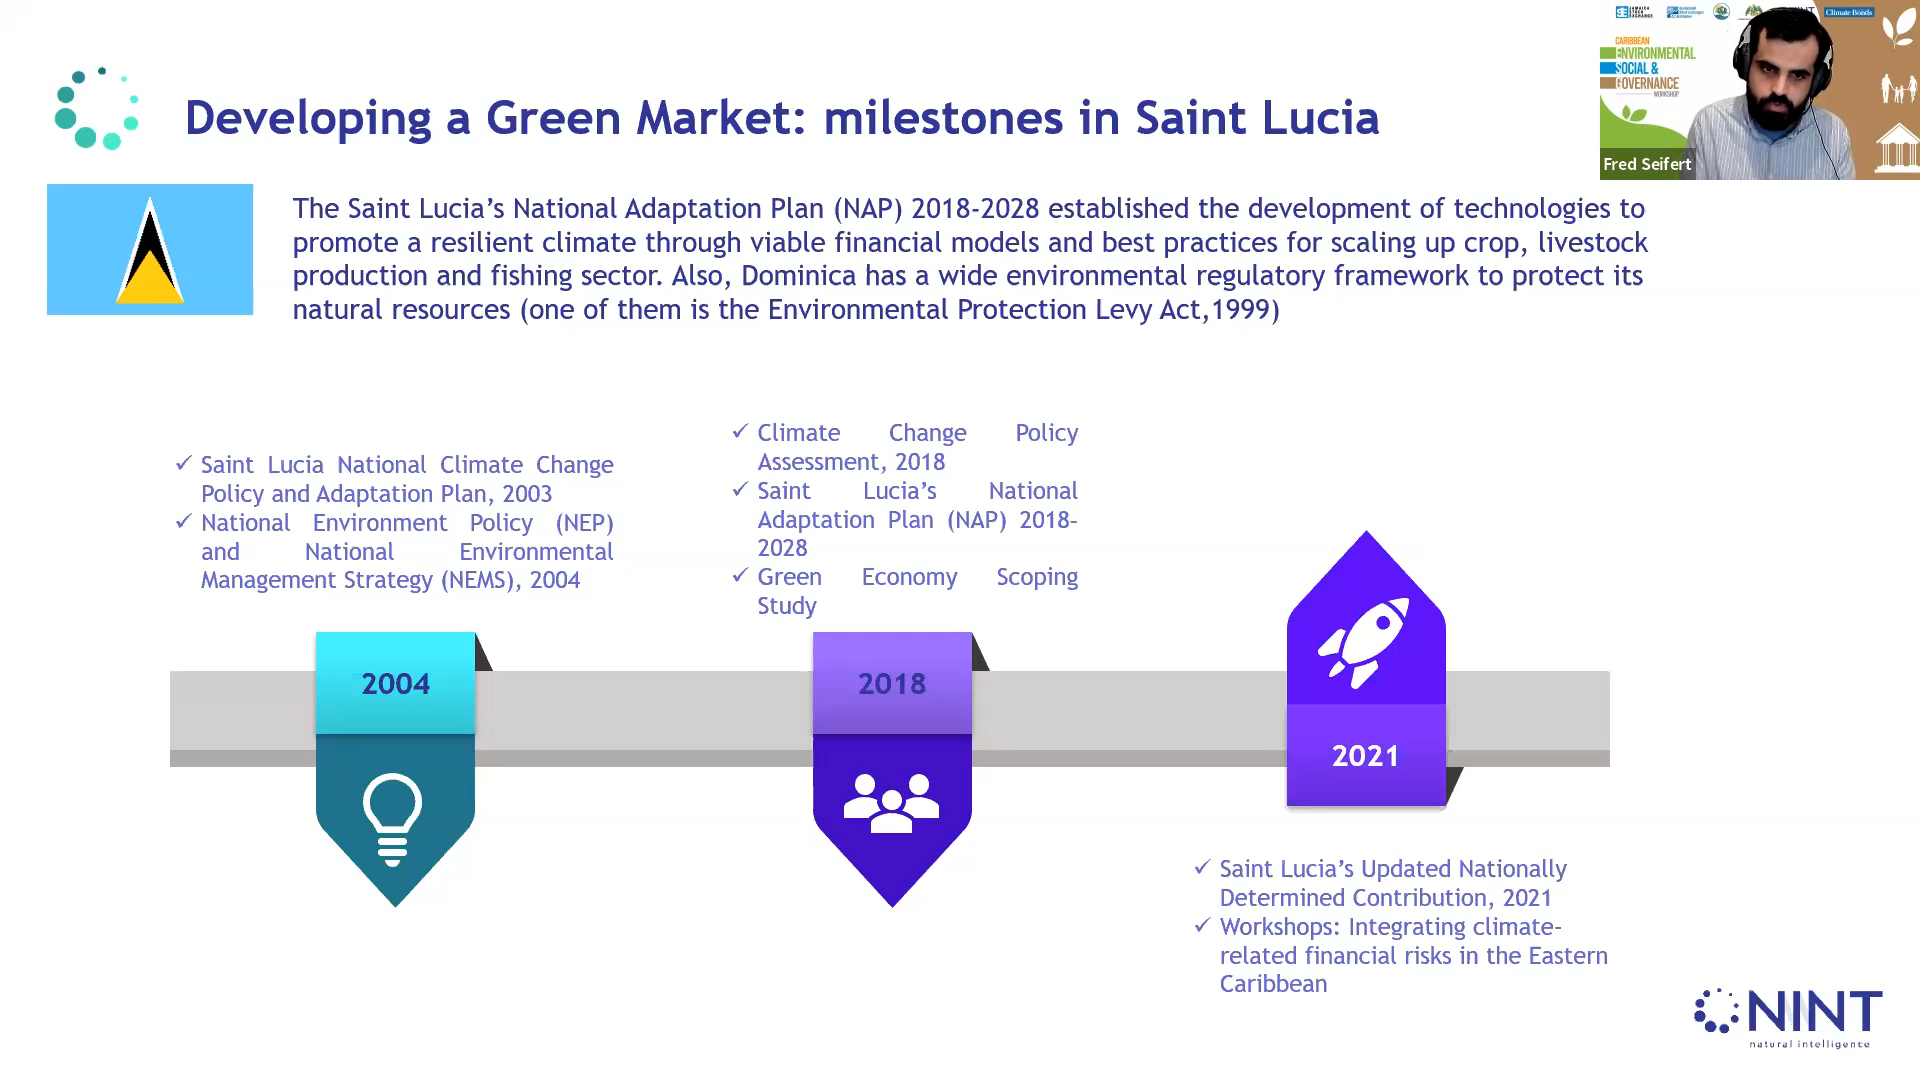 JAMAICA
STOCK
EXCHANGE
Climate Bonds
CARIBBEAN
ENVIRONMENTAL
SOCIAL &
GOVERNANCE
WORKSHOP
Fred Seifert
Developing a Green Market: milestones in Saint Lucia
The Saint Lucia’s National Adaptation Plan (NAP) 2018-2028 established the development of technologies to
promote a resilient climate through viable financial models and best practices for scaling up crop, livestock
production and fishing sector. Also, Dominica has a wide environmental regulatory framework to protect its
natural resources (one of them is the Environmental Protection Levy Act,1999)
Saint Lucia National Climate Change
Policy and Adaptation Plan, 2003
National Environment Policy (NEP)
and National Environmental
Management Strategy (NEMS), 2004
Climate Change Policy
Assessment, 2018
Saint Lucia’s National
Adaptation Plan (NAP) 2018-
2028
Green Economy Scoping
Study
2004
2018
2021
Saint Lucia’s Updated Nationally
Determined Contribution, 2021
Workshops: Integrating climate-
related financial risks in the Eastern
Caribbean
NINT
natural intelligence